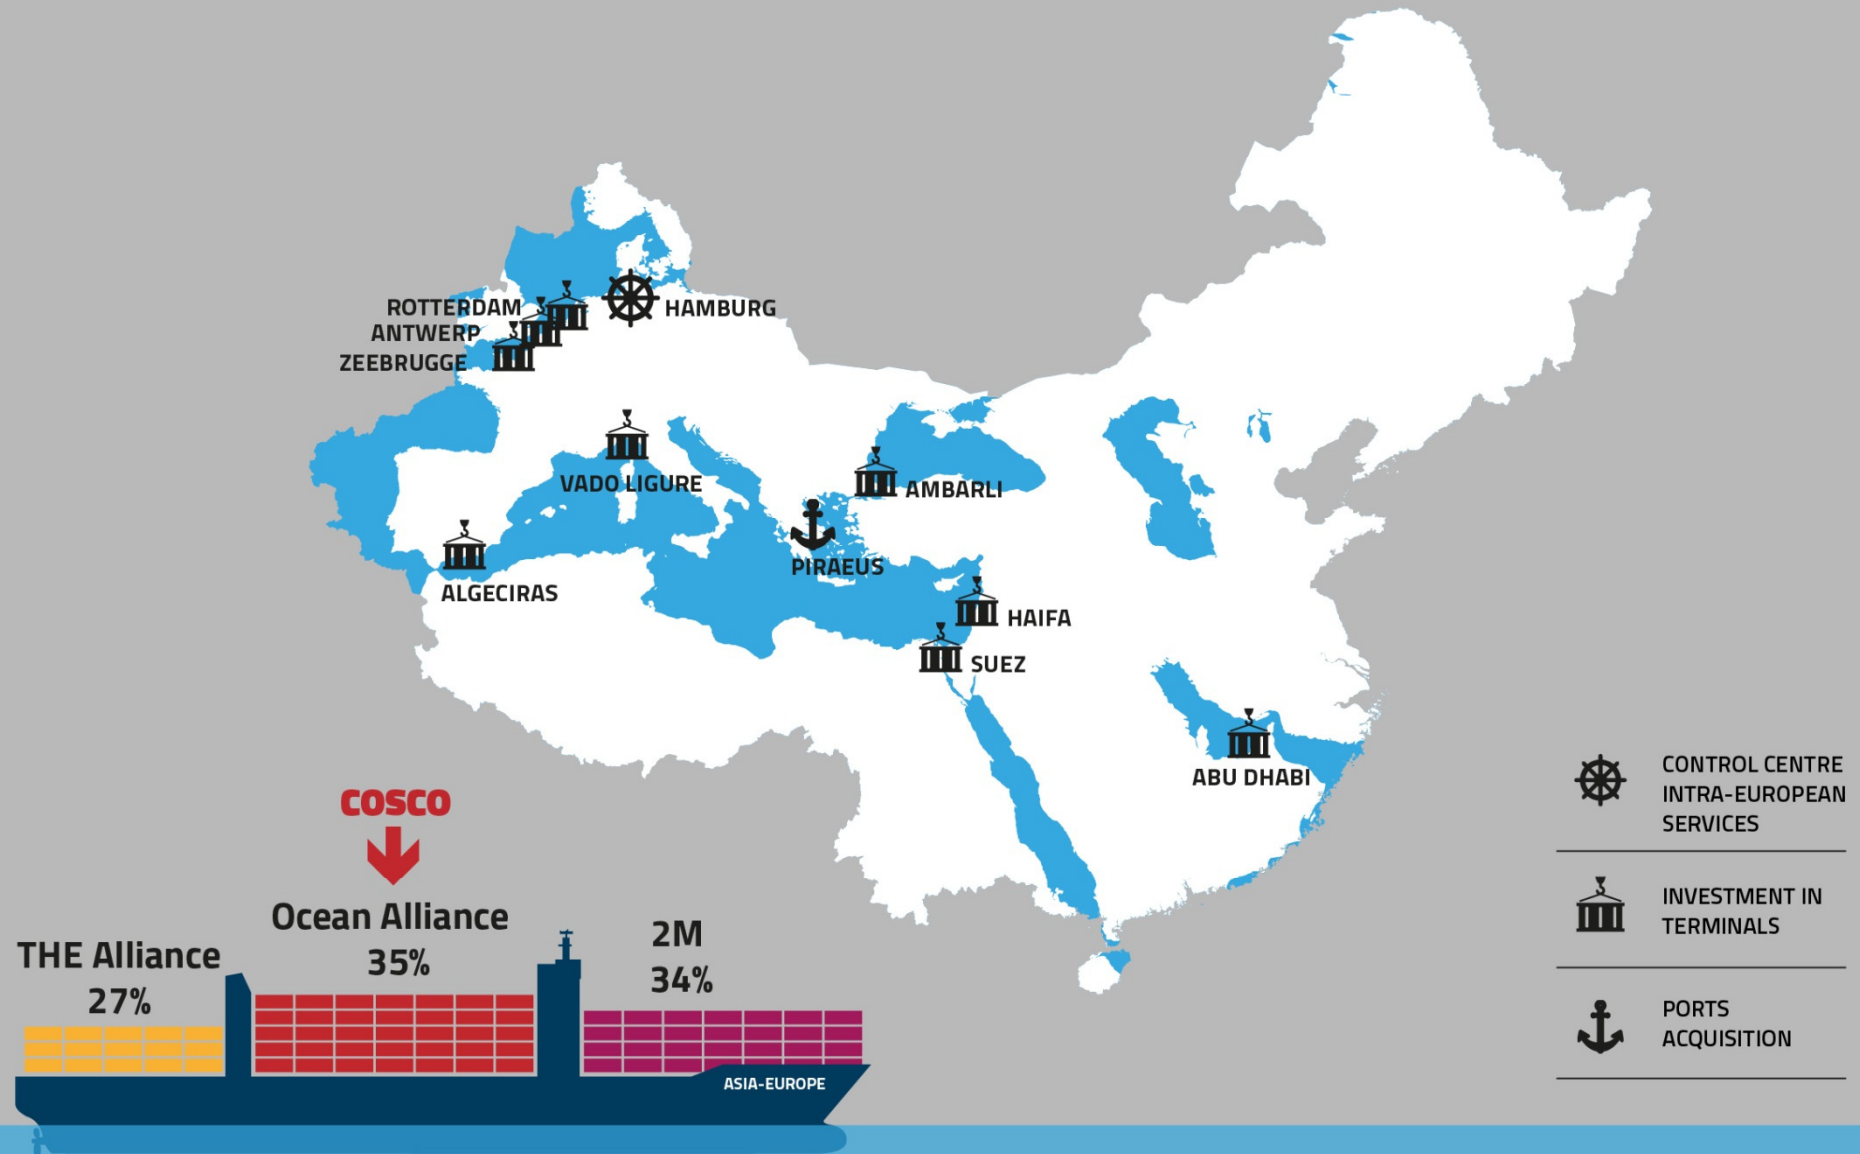 ROTTERDAM
ANTWERP
ZEEBRUGGE
HAMBURG
VADO LIGURE
AMBARLI
PIRAEUS
ALGECIRAS
HAIFA
SUEZ
ABU DHABI
COSCO
THE Alliance
27%
Ocean Alliance
35%
2M
34%
ASIA-EUROPE
CONTROL CENTRE
INTRA-EUROPEAN
SERVICES
INVESTMENT IN
TERMINALS
PORTS
ACQUISITION